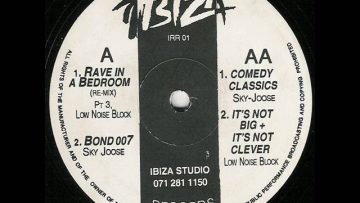 IBIZA
IRR 01
A
1. RAVE IN
A BEDROOM
(RE-MIX)
PT 3,
LOW NOISE BLOCK
2. BOND 007
SKY JOOSE
AA
1. COMEDY
CLASSICS
SKY-JOOSE
2. IT'S NOT
BIG +
IT'S NOT
CLEVER
LOW NOISE BLOCK
IBIZA STUDIO
071 281 1150
RECORDS
ALL RIGHTS OF THE MANUFACTURER AND OF THE OWNER OF
PUBLIC PERFORMANCE BROADCASTING AND COPYING PROHIBITED